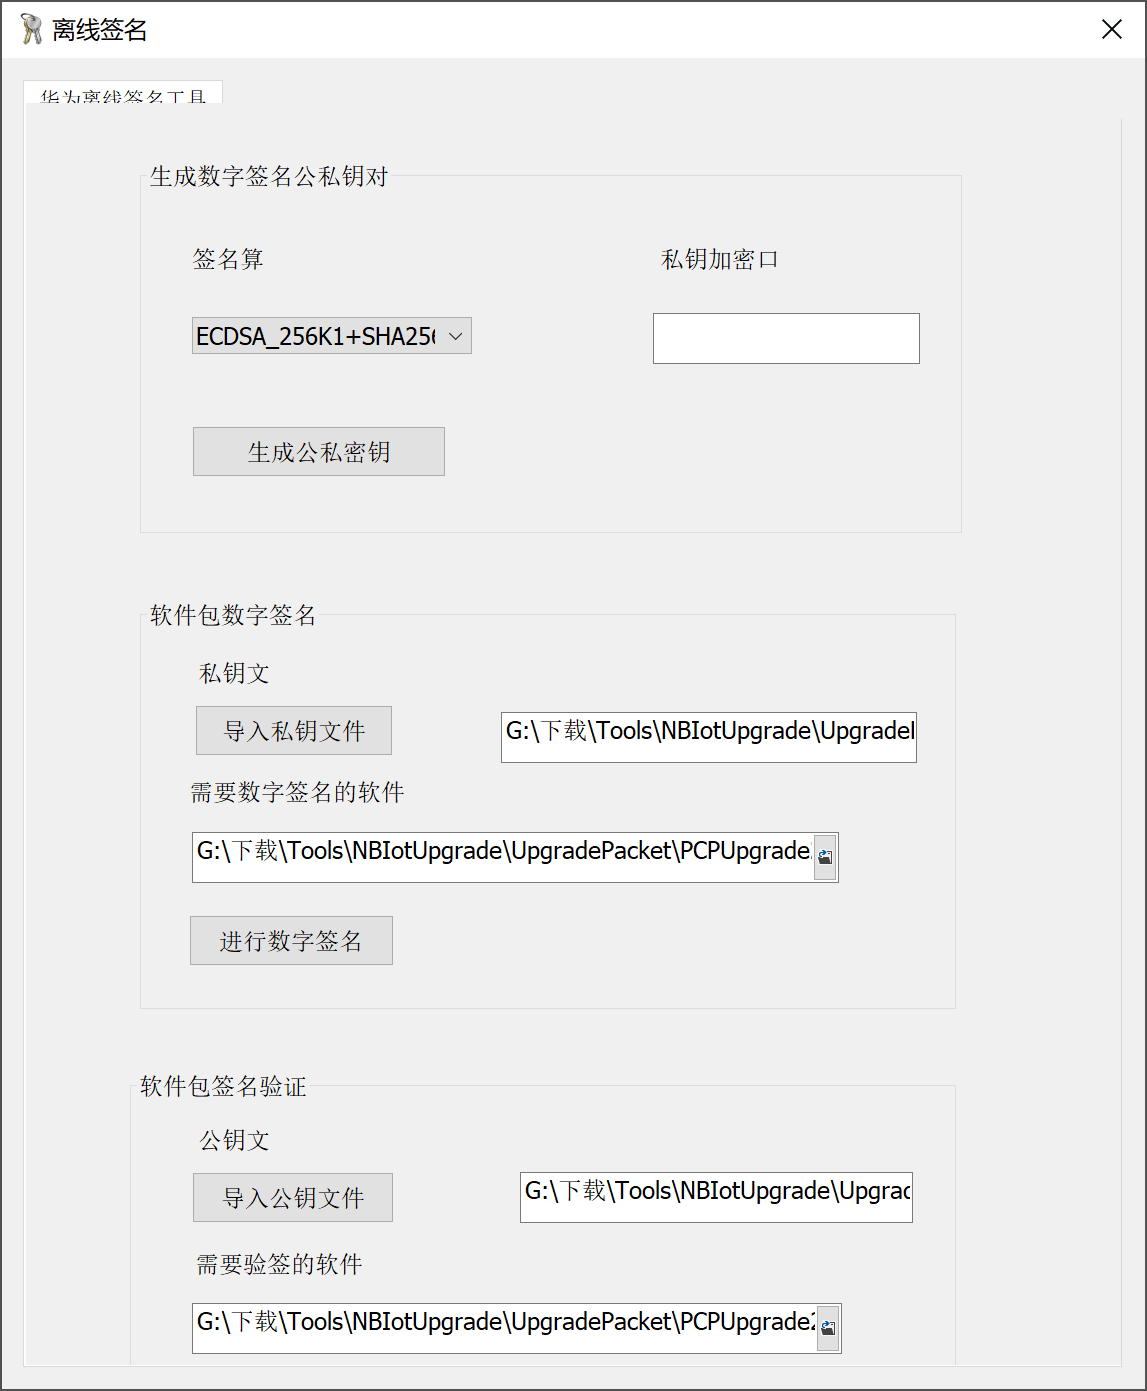 离线签名
华为离线签名工具
生成数字签名公私钥对
签名算 私钥加密口
ECDSA_256K1+SHA256
生成公私密钥
软件包数字签名
私钥文
导入私钥文件 G:\下载\Tools\NBIotUpgrade\Upgrade
需要数字签名的软件
G:\下载\Tools\NBIotUpgrade\UpgradePacket\PCPUpgrade
进行数字签名
软件包签名验证
公钥文
导入公钥文件 G:\下载\Tools\NBIotUpgrade\Upgrad
需要验签的软件
G:\下载\Tools\NBIotUpgrade\UpgradePacket\PCPUpgrade2